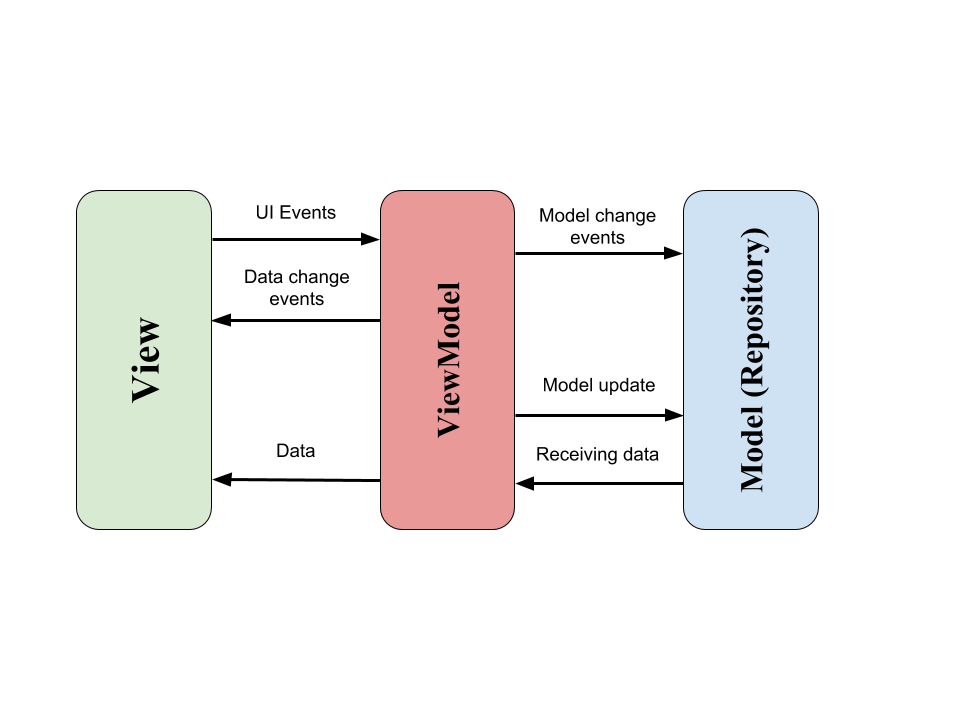 View
UI Events
Data change
events
Data
ViewModel
Model change
events
Model update
Receiving data
Model (Repository)